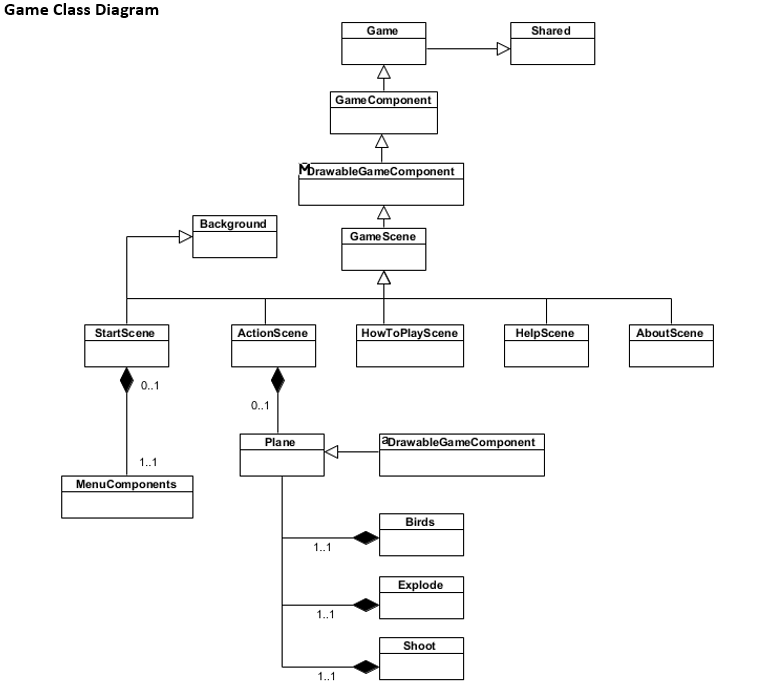 Game Class Diagram
Game
Shared
GameComponent
MDrawableGameComponent
Background
GameScene
StartScene
ActionScene
HowToPlayScene
HelpScene
AboutScene
0..1
0..1
Plane
aDrawableGameComponent
1..1
MenuComponents
Birds
1..1
Explode
1..1
Shoot
1..1